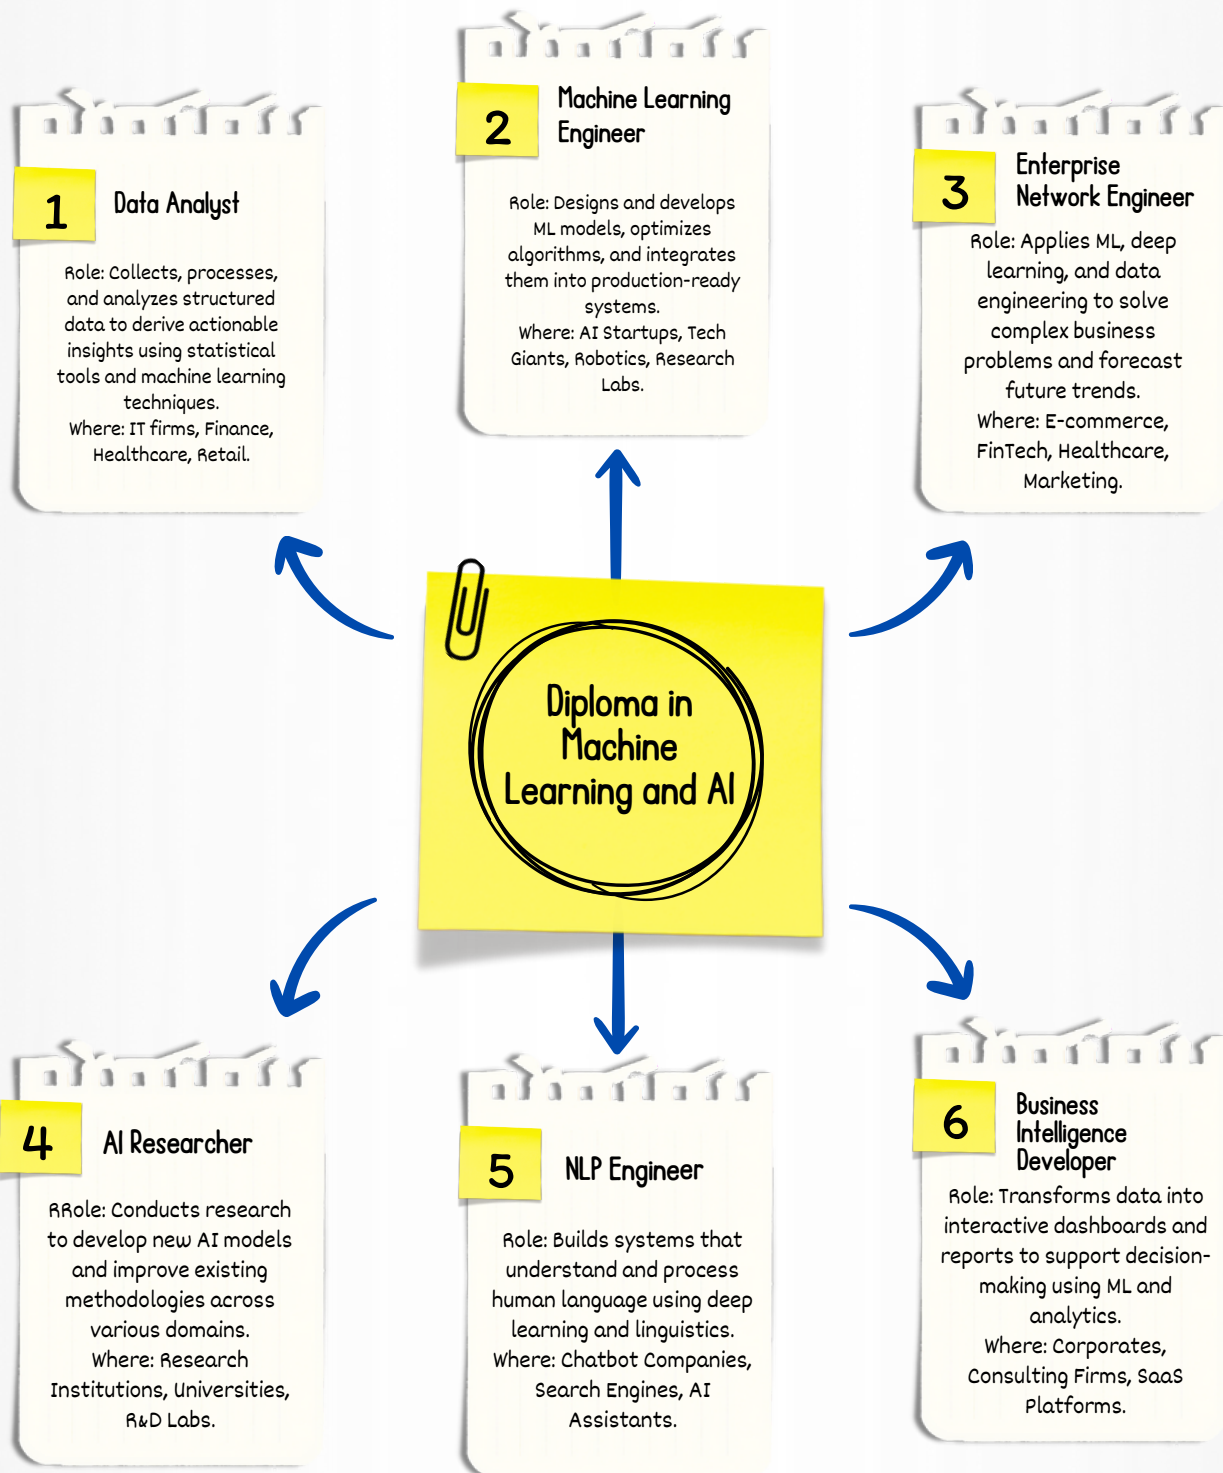 1
Data Analyst
Role: Collects, processes,
and analyzes structured
data to derive actionable
insights using statistical
tools and machine learning
techniques.
Where: IT firms, Finance,
Healthcare, Retail.
2
Machine Learning
Engineer
Role: Designs and develops
ML models, optimizes
algorithms, and integrates
them into production-ready
systems.
Where: AI Startups, Tech
Giants, Robotics, Research
Labs.
3
Enterprise
Network Engineer
Role: Applies ML, deep
learning, and data
engineering to solve
complex business
problems and forecast
future trends.
Where: E-commerce,
FinTech, Healthcare,
Marketing.
Diploma in
Machine
Learning and AI
4
AI Researcher
RRole: Conducts research
to develop new AI models
and improve existing
methodologies across
various domains.
Where: Research
Institutions, Universities,
R&D Labs.
5
NLP Engineer
Role: Builds systems that
understand and process
human language using deep
learning and linguistics.
Where: Chatbot Companies,
Search Engines, AI
Assistants.
6
Business
Intelligence
Developer
Role: Transforms data into
interactive dashboards and
reports to support decision-
making using ML and
analytics.
Where: Corporates,
Consulting Firms, SaaS
Platforms.